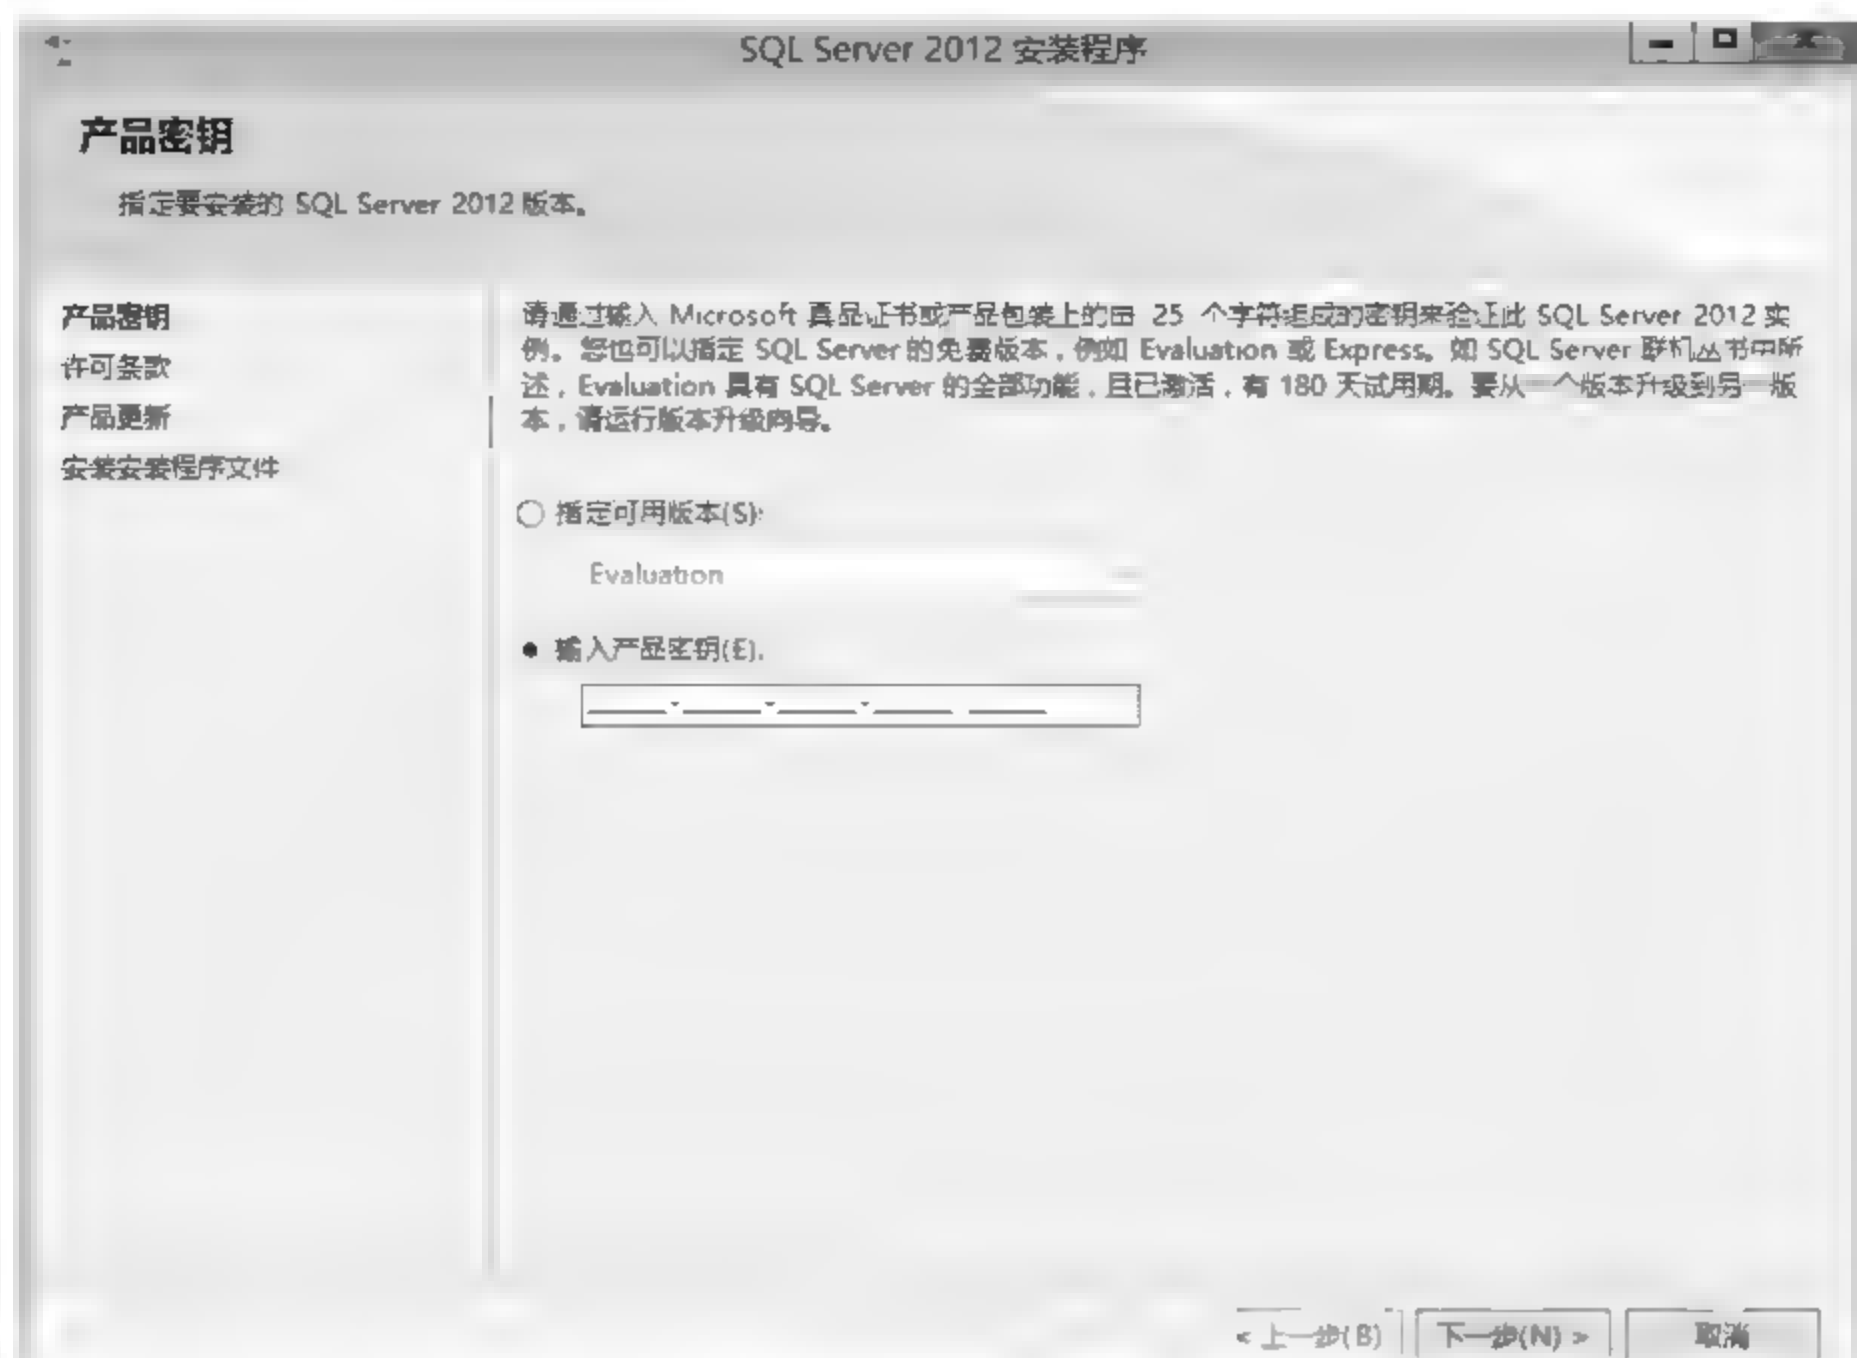 SQL Server 2012 安装程序
产品密钥
指定要安装的 SQL Server 2012 版本。
产品密钥
许可条款
产品更新
安装安装程序文件
请通过输入 Microsoft 真品证书或产品包装上的由 25 个字符组成的密钥来验证此 SQL Server 2012 实
例。您也可以指定 SQL Server 的免费版本，例如 Evaluation 或 Express。如 SQL Server 联机丛书中所
述，Evaluation 具有 SQL Server 的全部功能，且已激活，有 180 天试用期。要从一个版本升级到另一版
本，请运行版本升级向导。
指定可用版本(S):
Evaluation
输入产品密钥(E):
< 上一步(B)
下一步(N) >
取消